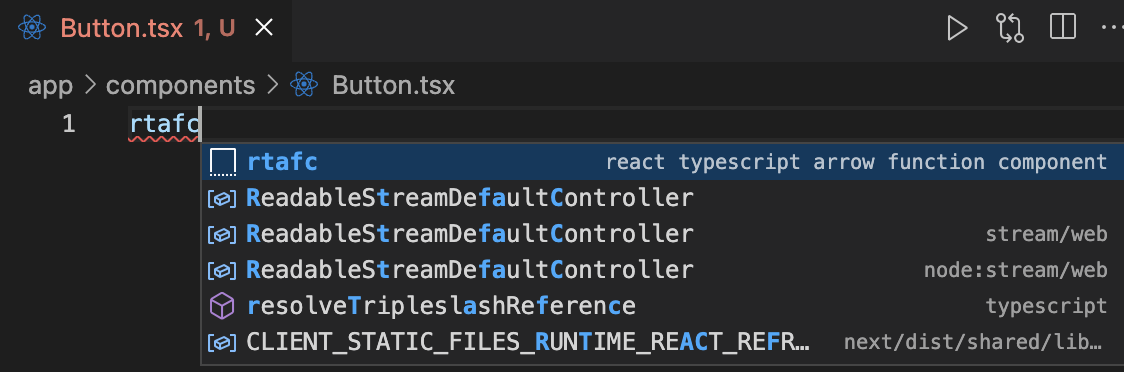 Button.tsx 1, U
app > components > Button.tsx
1 rtafc
rtafc react typescript arrow function component
ReadableStreamDefaultController
ReadableStreamDefaultController stream/web
ReadableStreamDefaultController node:stream/web
resolveTripleslashReference typescript
CLIENT_STATIC_FILES_RUNTIME_REACT_REFR… next/dist/shared/lib…